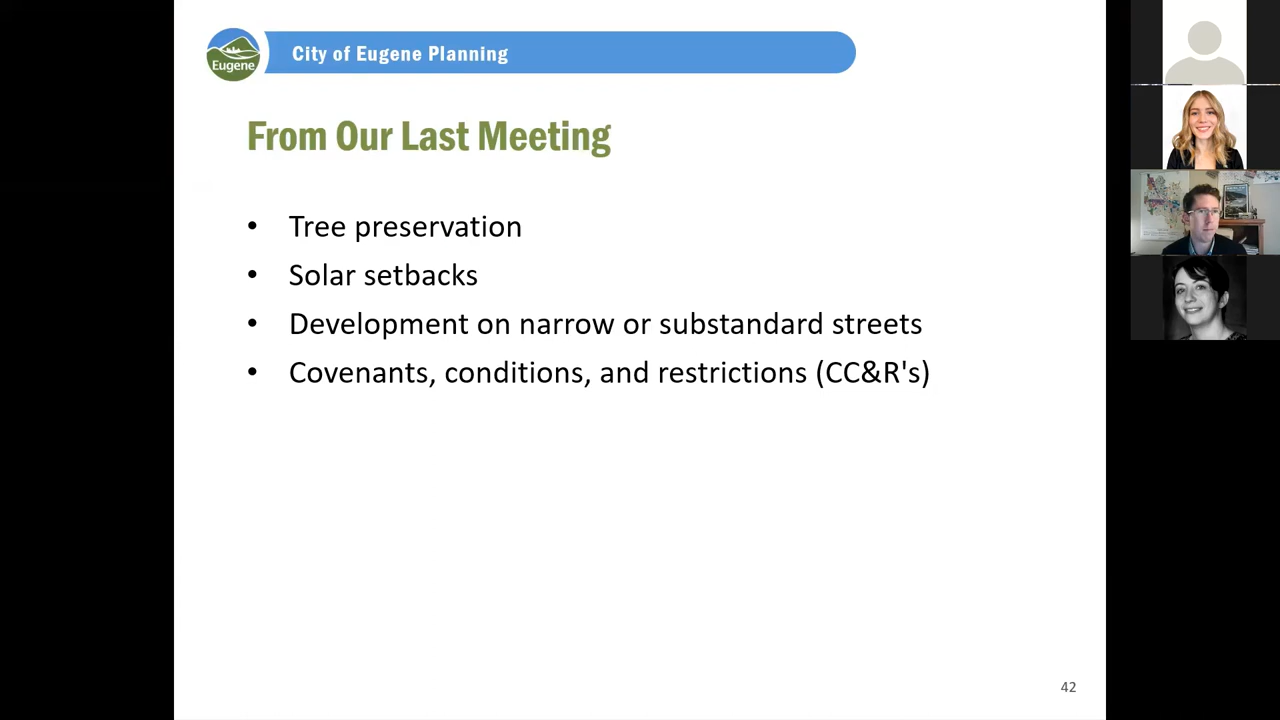 Eugene
City of Eugene Planning
From Our Last Meeting
• Tree preservation
• Solar setbacks
• Development on narrow or substandard streets
• Covenants, conditions, and restrictions (CC&R's)
42